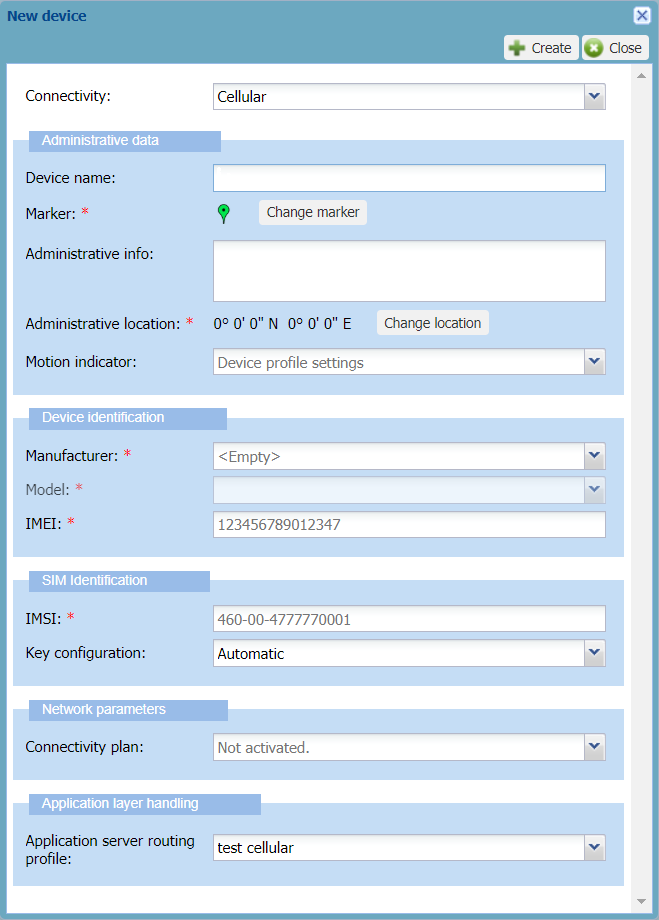 New device
Create Close
Connectivity: Cellular
Administrative data
Device name:
Marker: * Change marker
Administrative info:
Administrative location: * 0° 0' 0" N 0° 0' 0" E Change location
Motion indicator: Device profile settings
Device identification
Manufacturer: * <Empty>
Model: *
IMEI: * 123456789012347
SIM Identification
IMSI: * 460-00-4777770001
Key configuration: Automatic
Network parameters
Connectivity plan: Not activated.
Application layer handling
Application server routing
profile: test cellular